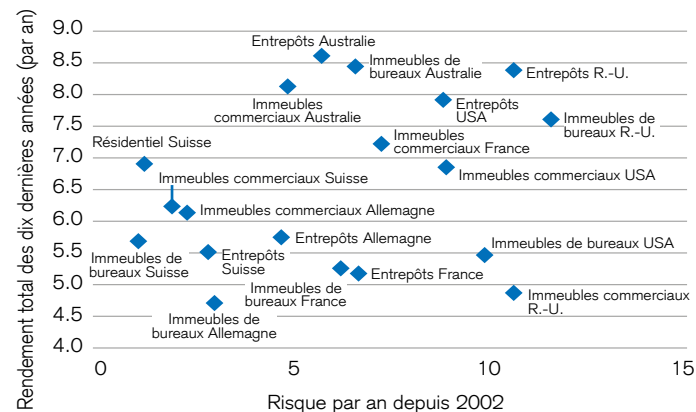 Rendement total des dix dernières années (par an)
9.0
8.5
8.0
7.5
7.0
6.5
6.0
5.5
5.0
4.5
4.0
Entrepôts Australie
Immeubles de
bureaux Australie
Entrepôts R.-U.
Immeubles
commerciaux Australie
Entrepôts
USA
Immeubles de
bureaux R.-U.
Résidentiel Suisse
Immeubles
commerciaux France
Immeubles commerciaux Suisse
Immeubles commerciaux USA
Immeubles commerciaux Allemagne
Immeubles de
bureaux Suisse
Entrepôts
Suisse
Entrepôts Allemagne
Immeubles de bureaux USA
Immeubles de
bureaux France
Entrepôts France
Immeubles commerciaux
R.-U.
Immeubles de
bureaux Allemagne
0
5
10
15
Risque par an depuis 2002